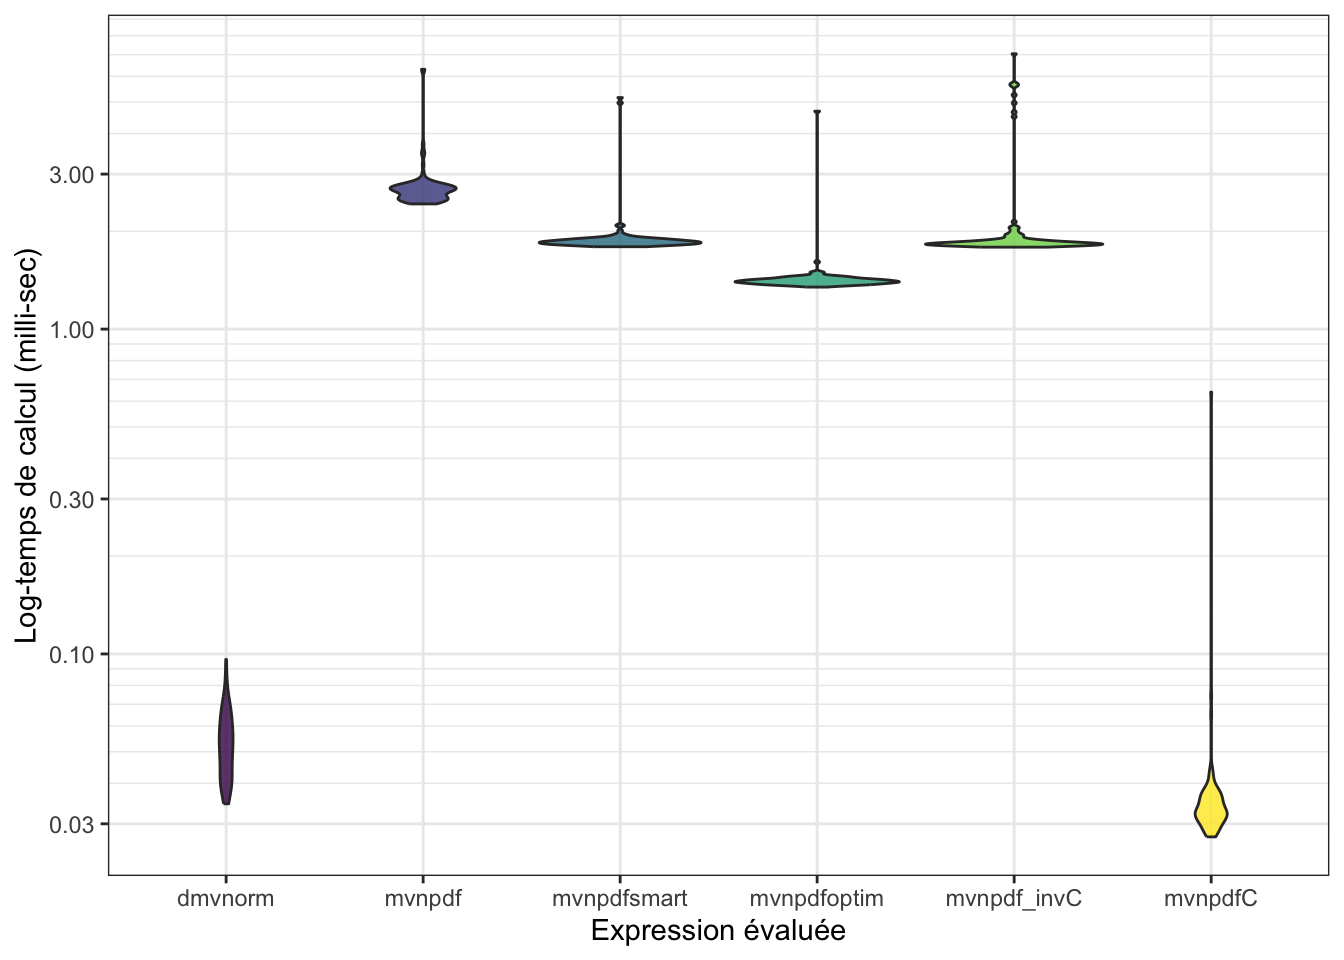 Log-temps de calcul (milli-sec)
3.00
1.00
0.30
0.10
0.03
dmvnorm mvnpdf mvnpdfsmart mvnpdfoptim mvnpdf_invC mvnpdfC
Expression évaluée